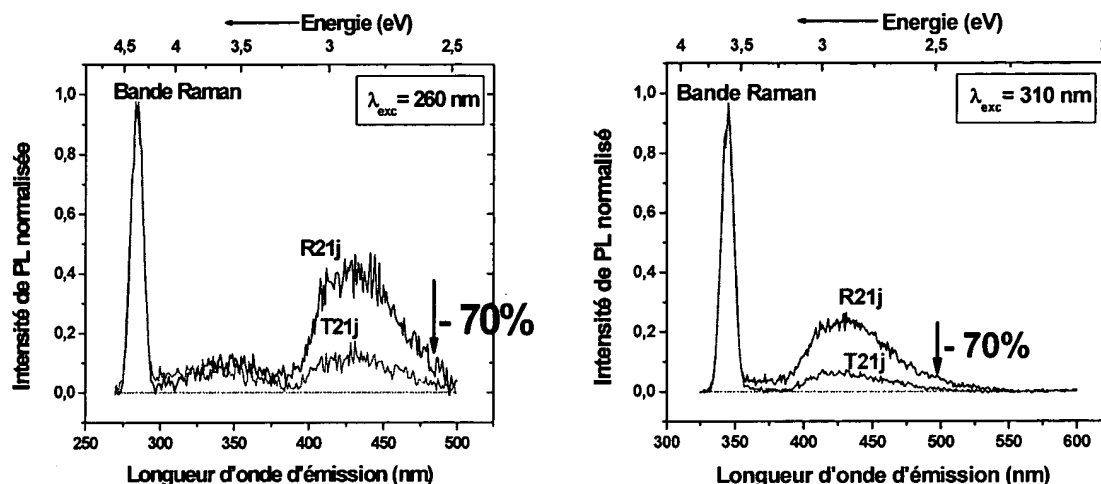 Energie (eV)
4,5 4 3,5 3 2,5
Bande Raman
λexc = 260 nm
1,0
0,8
0,6
0,4
0,2
0,0
R21j
T21j
- 70%
Intensité de PL normalisée
250 300 350 400 450 500
Longueur d'onde d'émission (nm)
Energie (eV)
4 3,5 3 2,5
Bande Raman
λexc = 310 nm
1,0
0,8
0,6
0,4
0,2
0,0
R21j
T21j
- 70%
Intensité de PL normalisé
300 350 400 450 500 550 600
Longueur d'onde d'émission (nm)